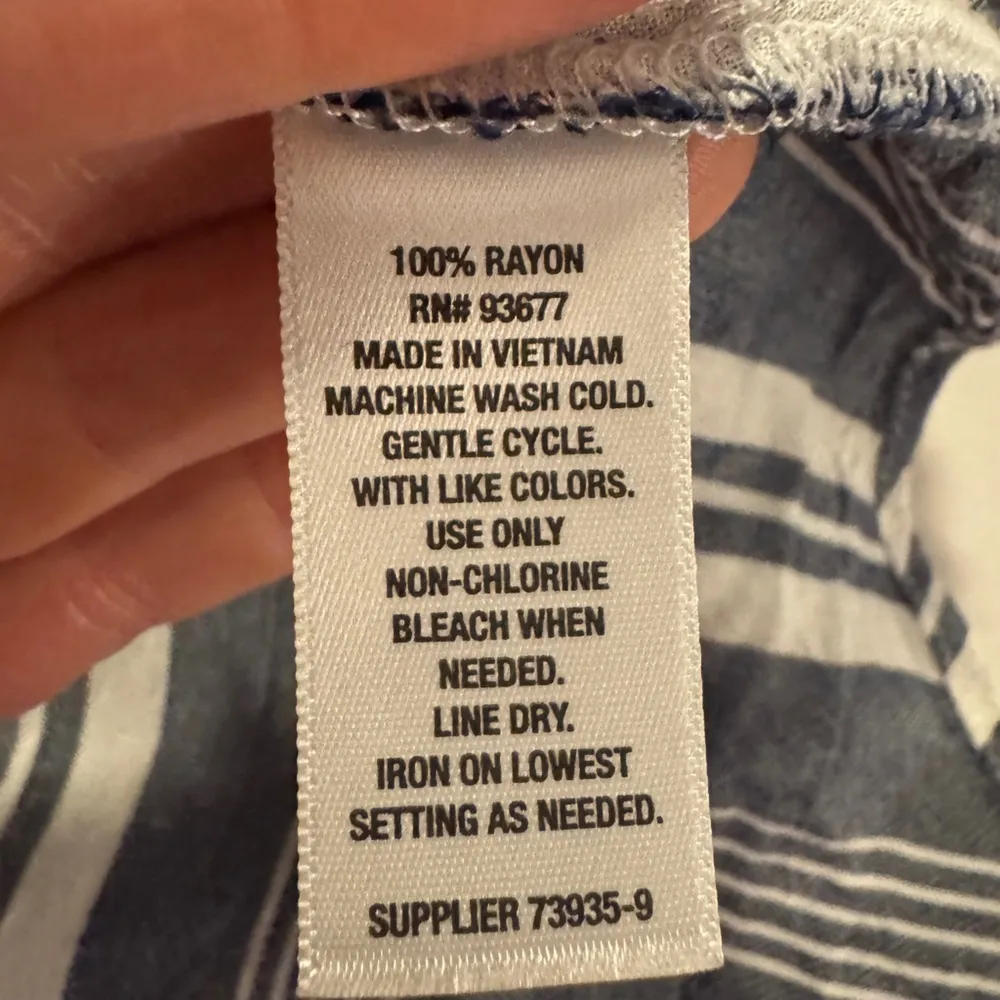 100% RAYON
RN# 93677
MADE IN VIETNAM
MACHINE WASH COLD.
GENTLE CYCLE.
WITH LIKE COLORS.
USE ONLY
NON-CHLORINE
BLEACH WHEN
NEEDED.
LINE DRY.
IRON ON LOWEST
SETTING AS NEEDED.
SUPPLIER 73935-9